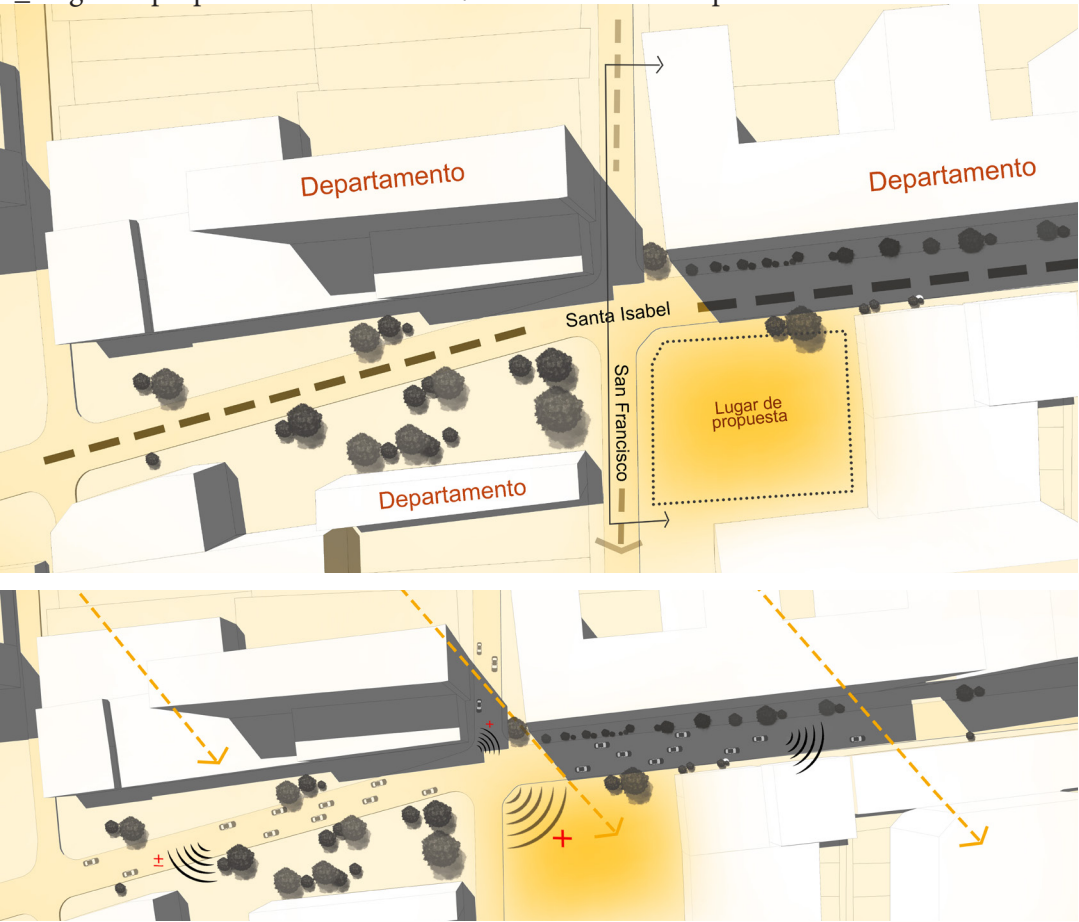 Departamento
Departamento
Santa Isabel
San Francisco
Lugar de
propuesta
Departamento
+
+
±